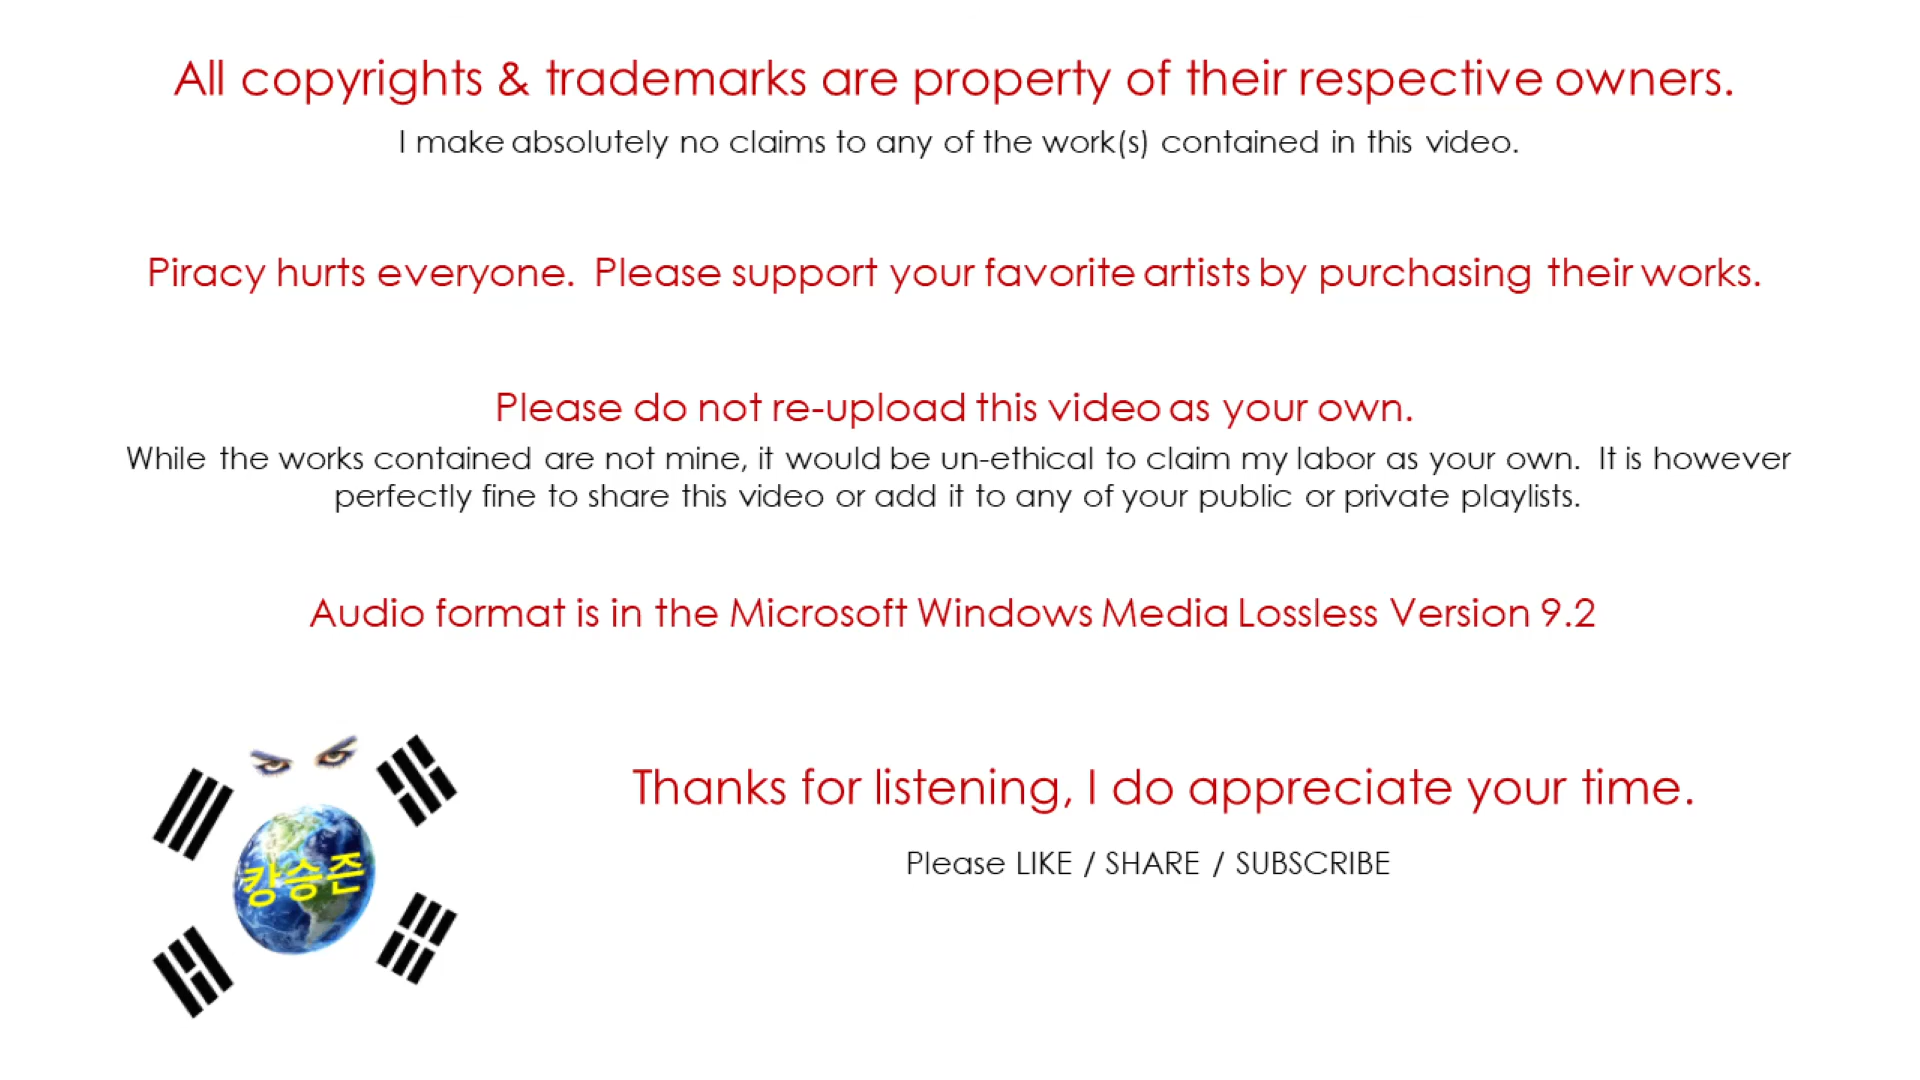 All copyrights & trademarks are property of their respective owners.
I make absolutely no claims to any of the work(s) contained in this video.
Piracy hurts everyone.  Please support your favorite artists by purchasing their works.
Please do not re-upload this video as your own.
While the works contained are not mine, it would be un-ethical to claim my labor as your own.  It is however
perfectly fine to share this video or add it to any of your public or private playlists.
Audio format is in the Microsoft Windows Media Lossless Version 9.2
Thanks for listening, I do appreciate your time.
Please LIKE / SHARE / SUBSCRIBE
캉승준